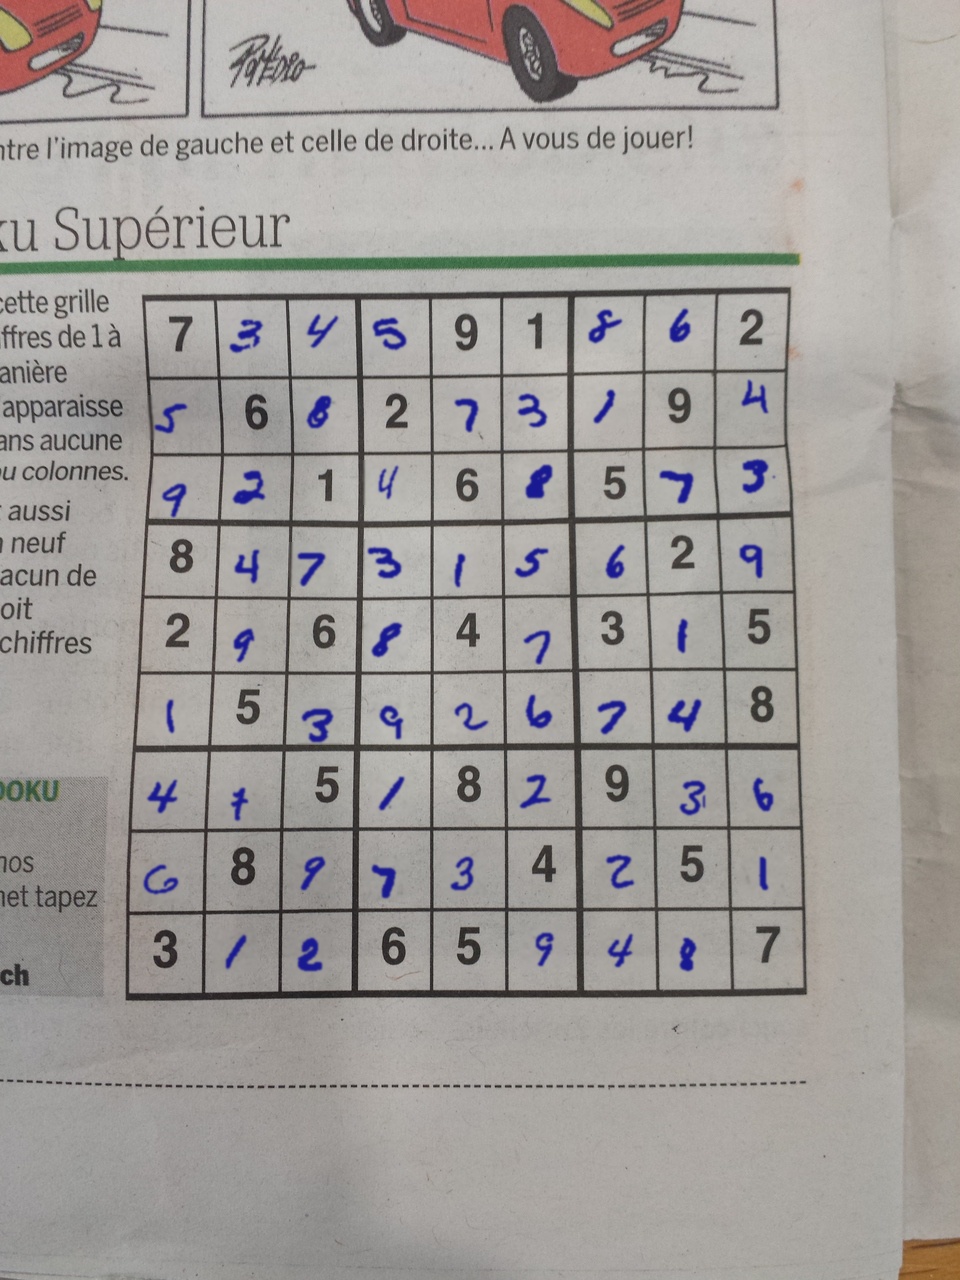 ntre l'image de gauche et celle de droite... A vous de jouer!
ku Supérieur
cette grille
iffres de 1 à
anière
apparaisse
ans aucune
ou colonnes.
aussi
neuf
acun de
oit
chiffres
DOKU
nos
net tapez
ch
7 3 4 5 9 1 8 6 2
5 6 8 2 7 3 1 9 4
9 2 1 4 6 8 5 7 3
8 4 7 3 1 5 6 2 9
2 9 6 8 4 7 3 1 5
1 5 3 9 2 6 7 4 8
4 7 5 1 8 2 9 3 6
6 8 9 7 3 4 2 5 1
3 1 2 6 5 9 4 8 7